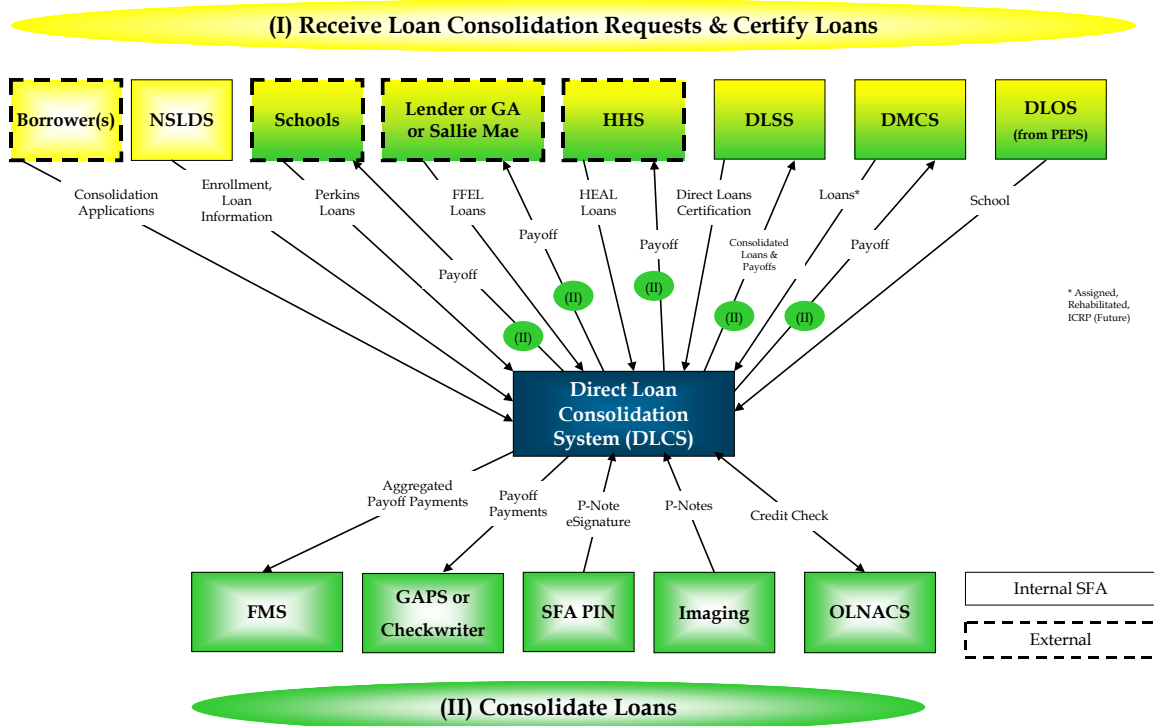 (I) Receive Loan Consolidation Requests & Certify Loans
Borrower(s)
NSLDS
Schools
Lender or GA
or Sallie Mae
HHS
DLSS
DMCS
DLOS
(from PEPS)
Consolidation
Applications
Enrollment,
Loan
Information
Perkins
Loans
FFEL
Loans
HEAL
Loans
Direct Loans
Certification
Loans*
School
Payoff
Payoff
Payoff
Consolidated
Loans &
Payoffs
Payoff
(II)
(II)
(II)
(II)
(II)
* Assigned,
Rehabilitated,
ICRP (Future)
Direct Loan
Consolidation
System (DLCS)
Aggregated
Payoff Payments
Payoff
Payments
P-Note
eSignature
P-Notes
Credit Check
FMS
GAPS or
Checkwriter
SFA PIN
Imaging
OLNACS
Internal SFA
External
(II) Consolidate Loans